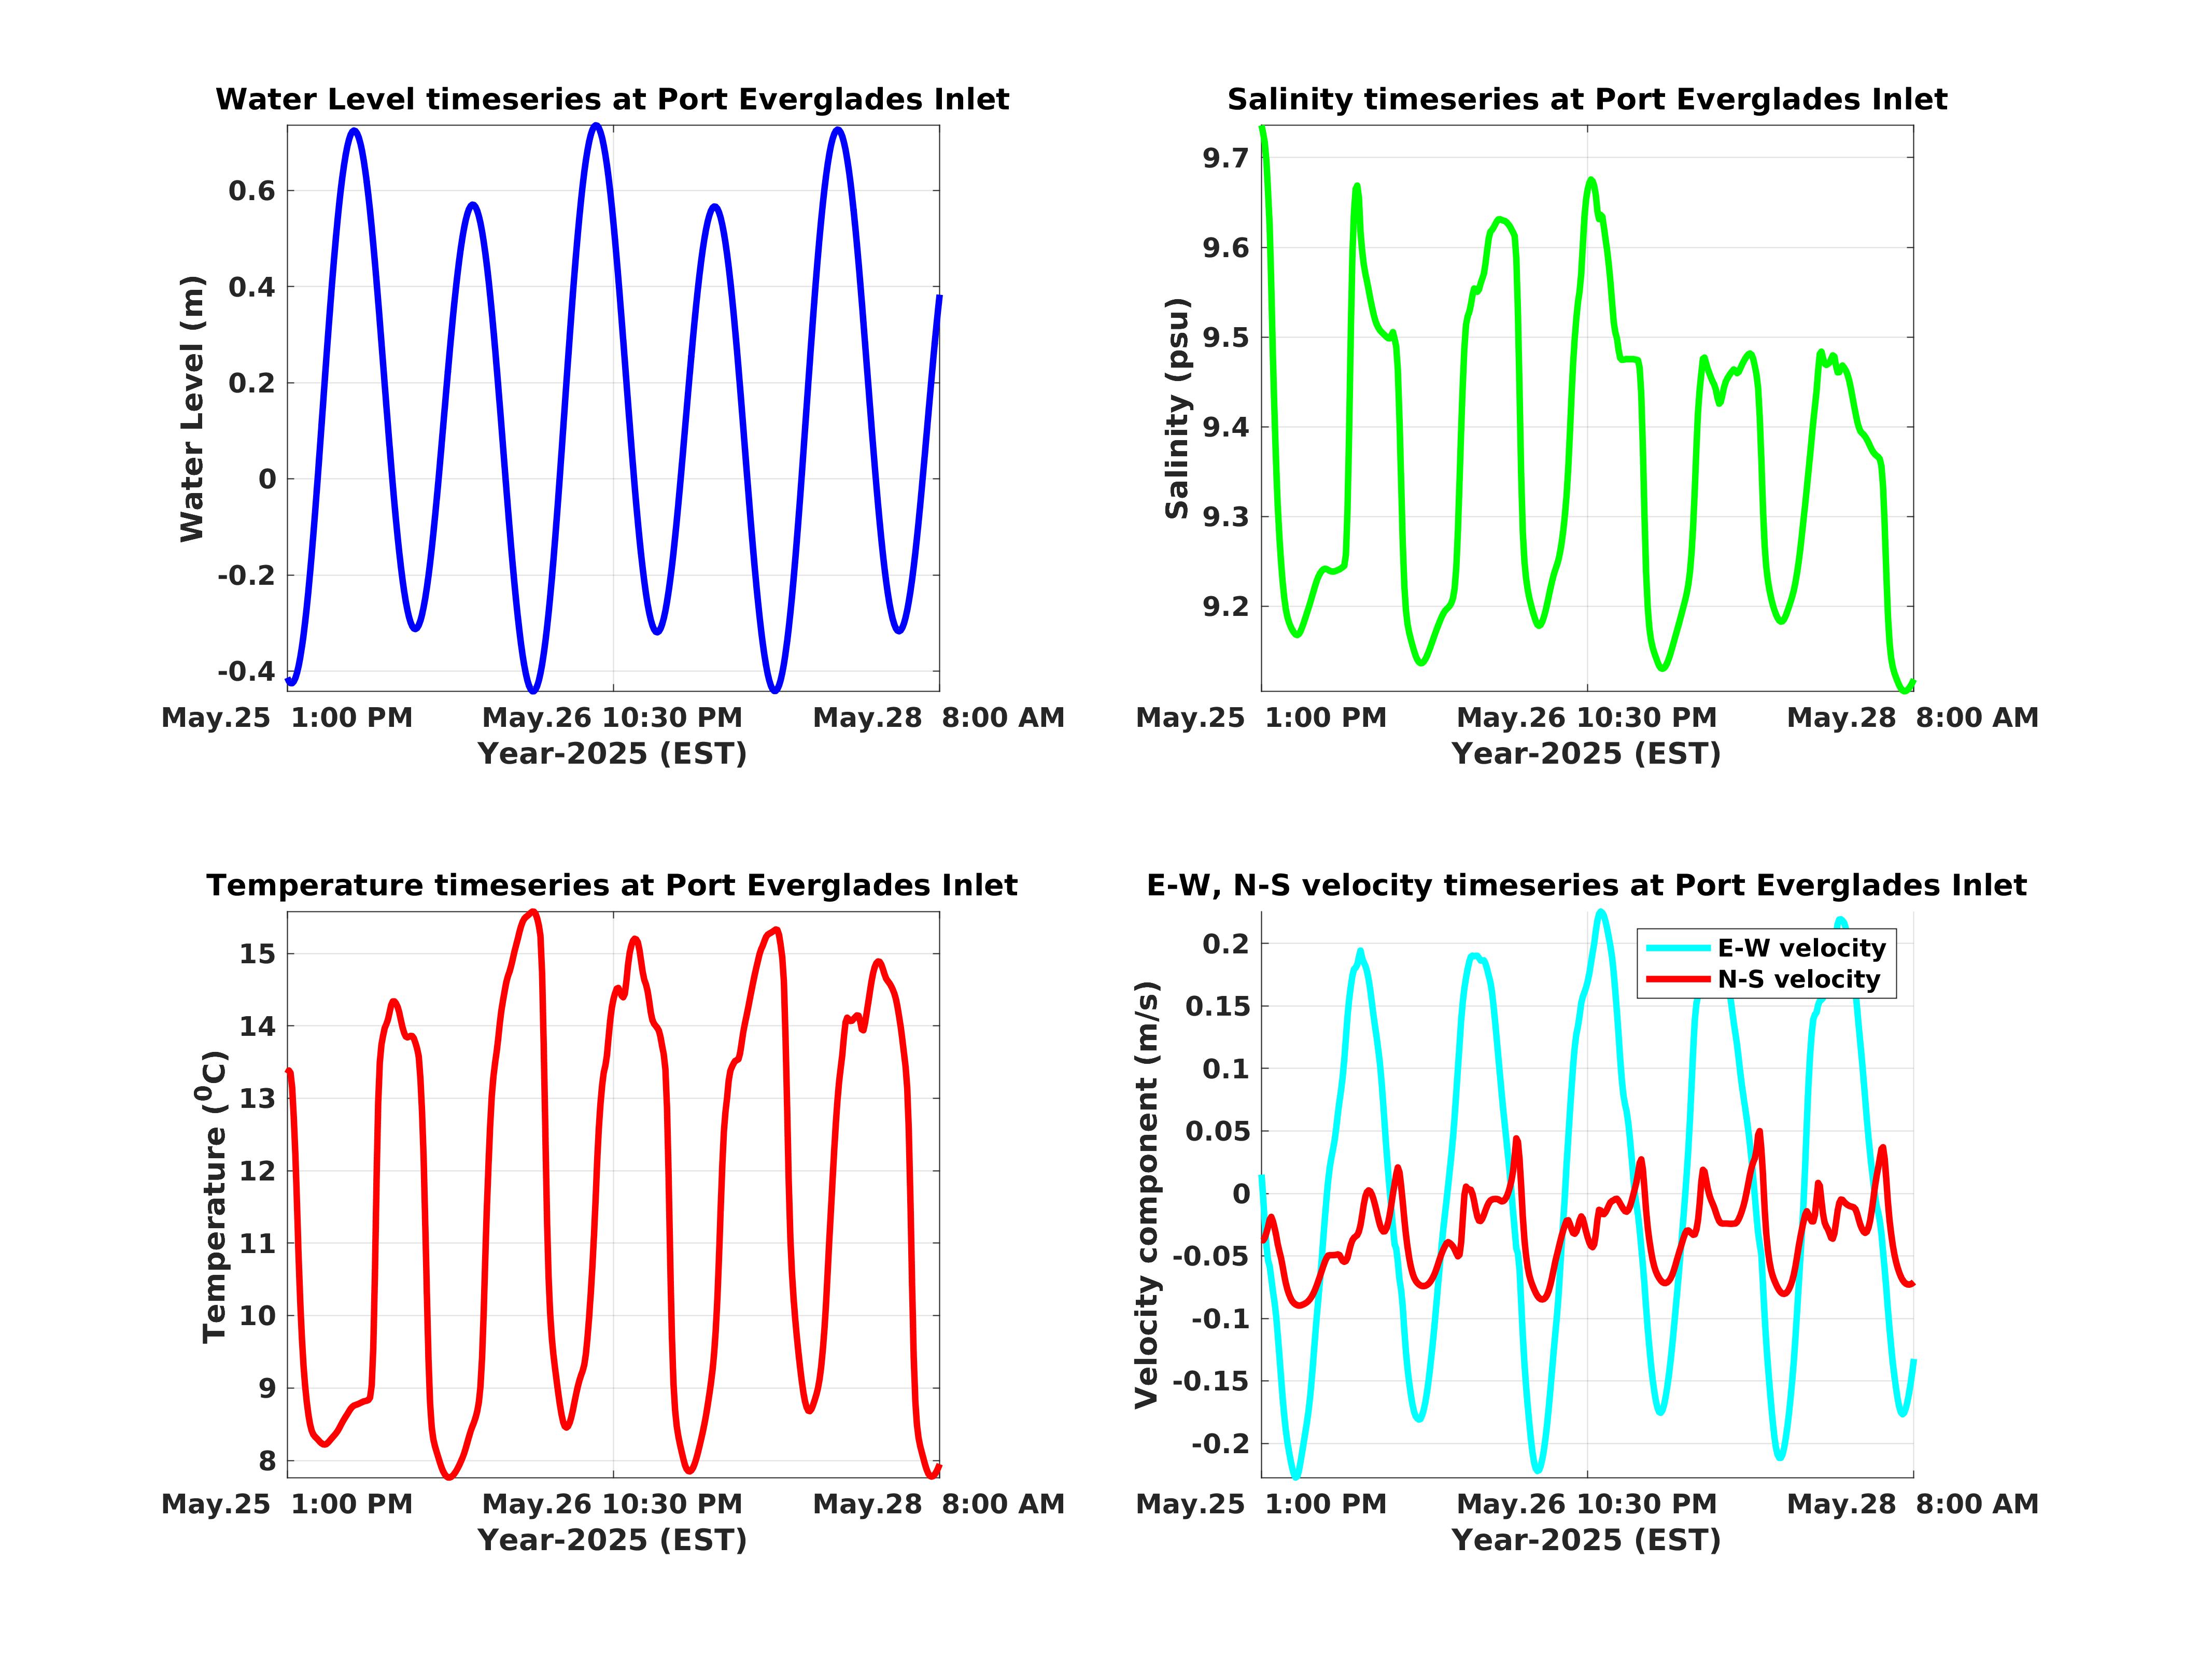 Water Level timeseries at Port Everglades Inlet
Water Level (m)
0.6
0.4
0.2
0
-0.2
-0.4
May.25 1:00 PM May.26 10:30 PM May.28 8:00 AM
Year-2025 (EST)
Salinity timeseries at Port Everglades Inlet
Salinity (psu)
9.7
9.6
9.5
9.4
9.3
9.2
May.25 1:00 PM May.26 10:30 PM May.28 8:00 AM
Year-2025 (EST)
Temperature timeseries at Port Everglades Inlet
Temperature (⁰C)
15
14
13
12
11
10
9
8
May.25 1:00 PM May.26 10:30 PM May.28 8:00 AM
Year-2025 (EST)
E-W, N-S velocity timeseries at Port Everglades Inlet
Velocity component (m/s)
0.2
0.15
0.1
0.05
0
-0.05
-0.1
-0.15
-0.2
E-W velocity
N-S velocity
May.25 1:00 PM May.26 10:30 PM May.28 8:00 AM
Year-2025 (EST)